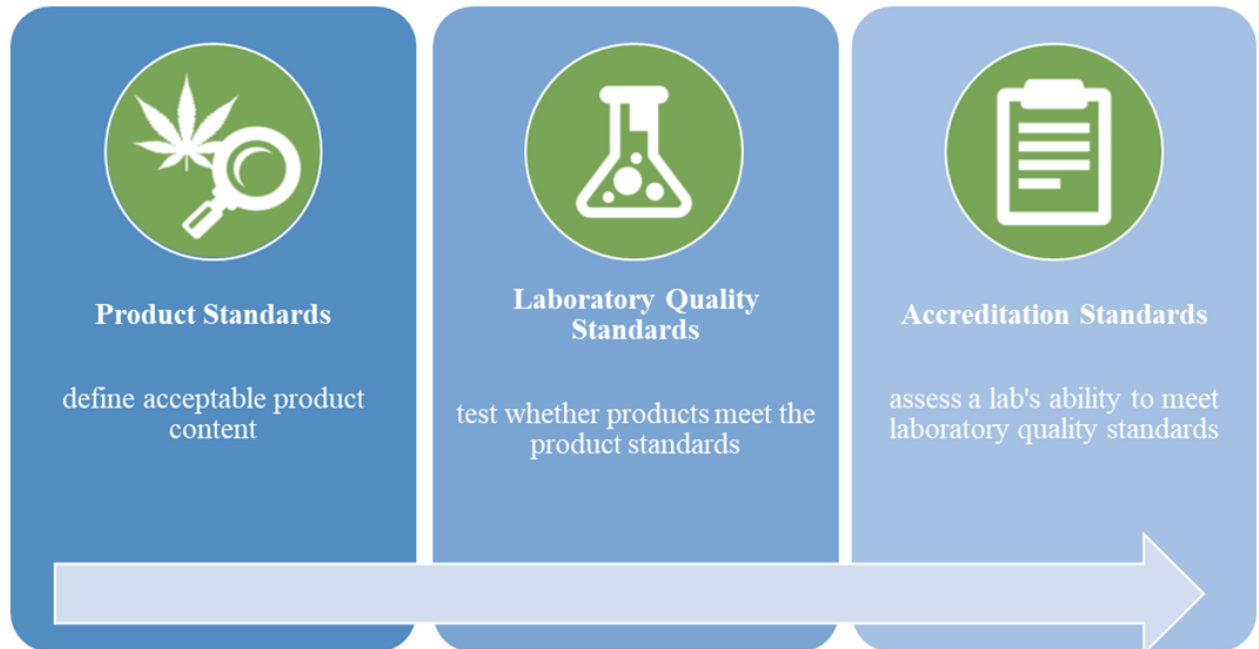 Product Standards
define acceptable product
content
Laboratory Quality
Standards
test whether products meet the
product standards
Accreditation Standards
assess a lab's ability to meet
laboratory quality standards